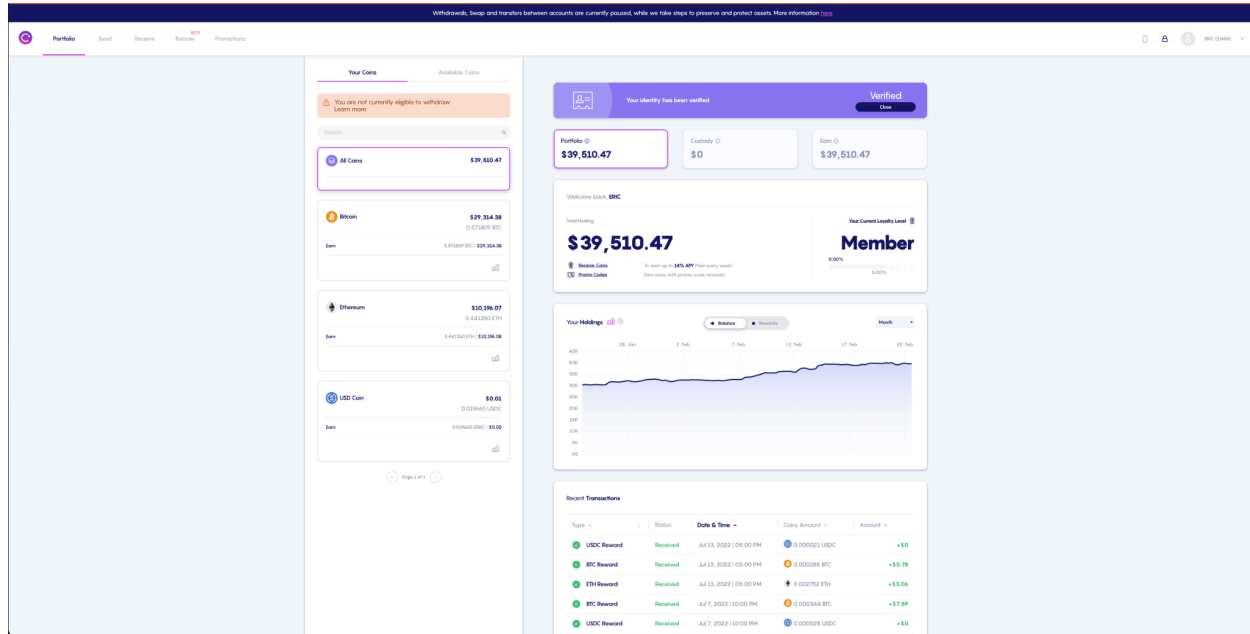 Withdrawals, Swap and transfers between accounts are currently paused, while we take steps to preserve and protect assets. More information here
Portfolio Send Receive Borrow BETA Promotions ERIC CHANG
Your Coins Available Coins
You are not currently eligible to withdraw
Learn more
Search
All Coins $39,510.47
Bitcoin $29,314.38
0.571809 BTC
Earn 0.571809 BTC / $29,314.38
Ethereum $10,196.07
3.441260 ETH
Earn 3.441260 ETH / $10,196.08
USD Coin $0.01
0.019660 USDC
Earn 0.019660 USDC / $0.02
Page 1 of 1
Your identity has been verified
Verified
Close
Portfolio Custody Earn
$39,510.47 $0 $39,510.47
Welcome back, ERIC
Total Holding
$39,510.47
Receive Coins To earn up to 14% APY Paid every week!
Promo Codes Earn more with promo-code rewards!
Your Current Loyalty Level
Member
0.00%
0.00%
Your Holdings Balance Rewards Month
28. Jan 2. Feb 7. Feb 12. Feb 17. Feb 22. Feb
45K
40K
35K
30K
25K
20K
15K
10K
5K
$0
Recent Transactions
Type Status Date & Time Coins Amount Amount
USDC Reward Received Jul 13, 2022 | 05:00 PM 0.000021 USDC +$0
BTC Reward Received Jul 13, 2022 | 05:00 PM 0.000285 BTC +$5.78
ETH Reward Received Jul 13, 2022 | 05:00 PM 0.002752 ETH +$3.06
BTC Reward Received Jul 7, 2022 | 10:00 PM 0.000344 BTC +$7.59
USDC Reward Received Jul 7, 2022 | 10:00 PM 0.000025 USDC +$0